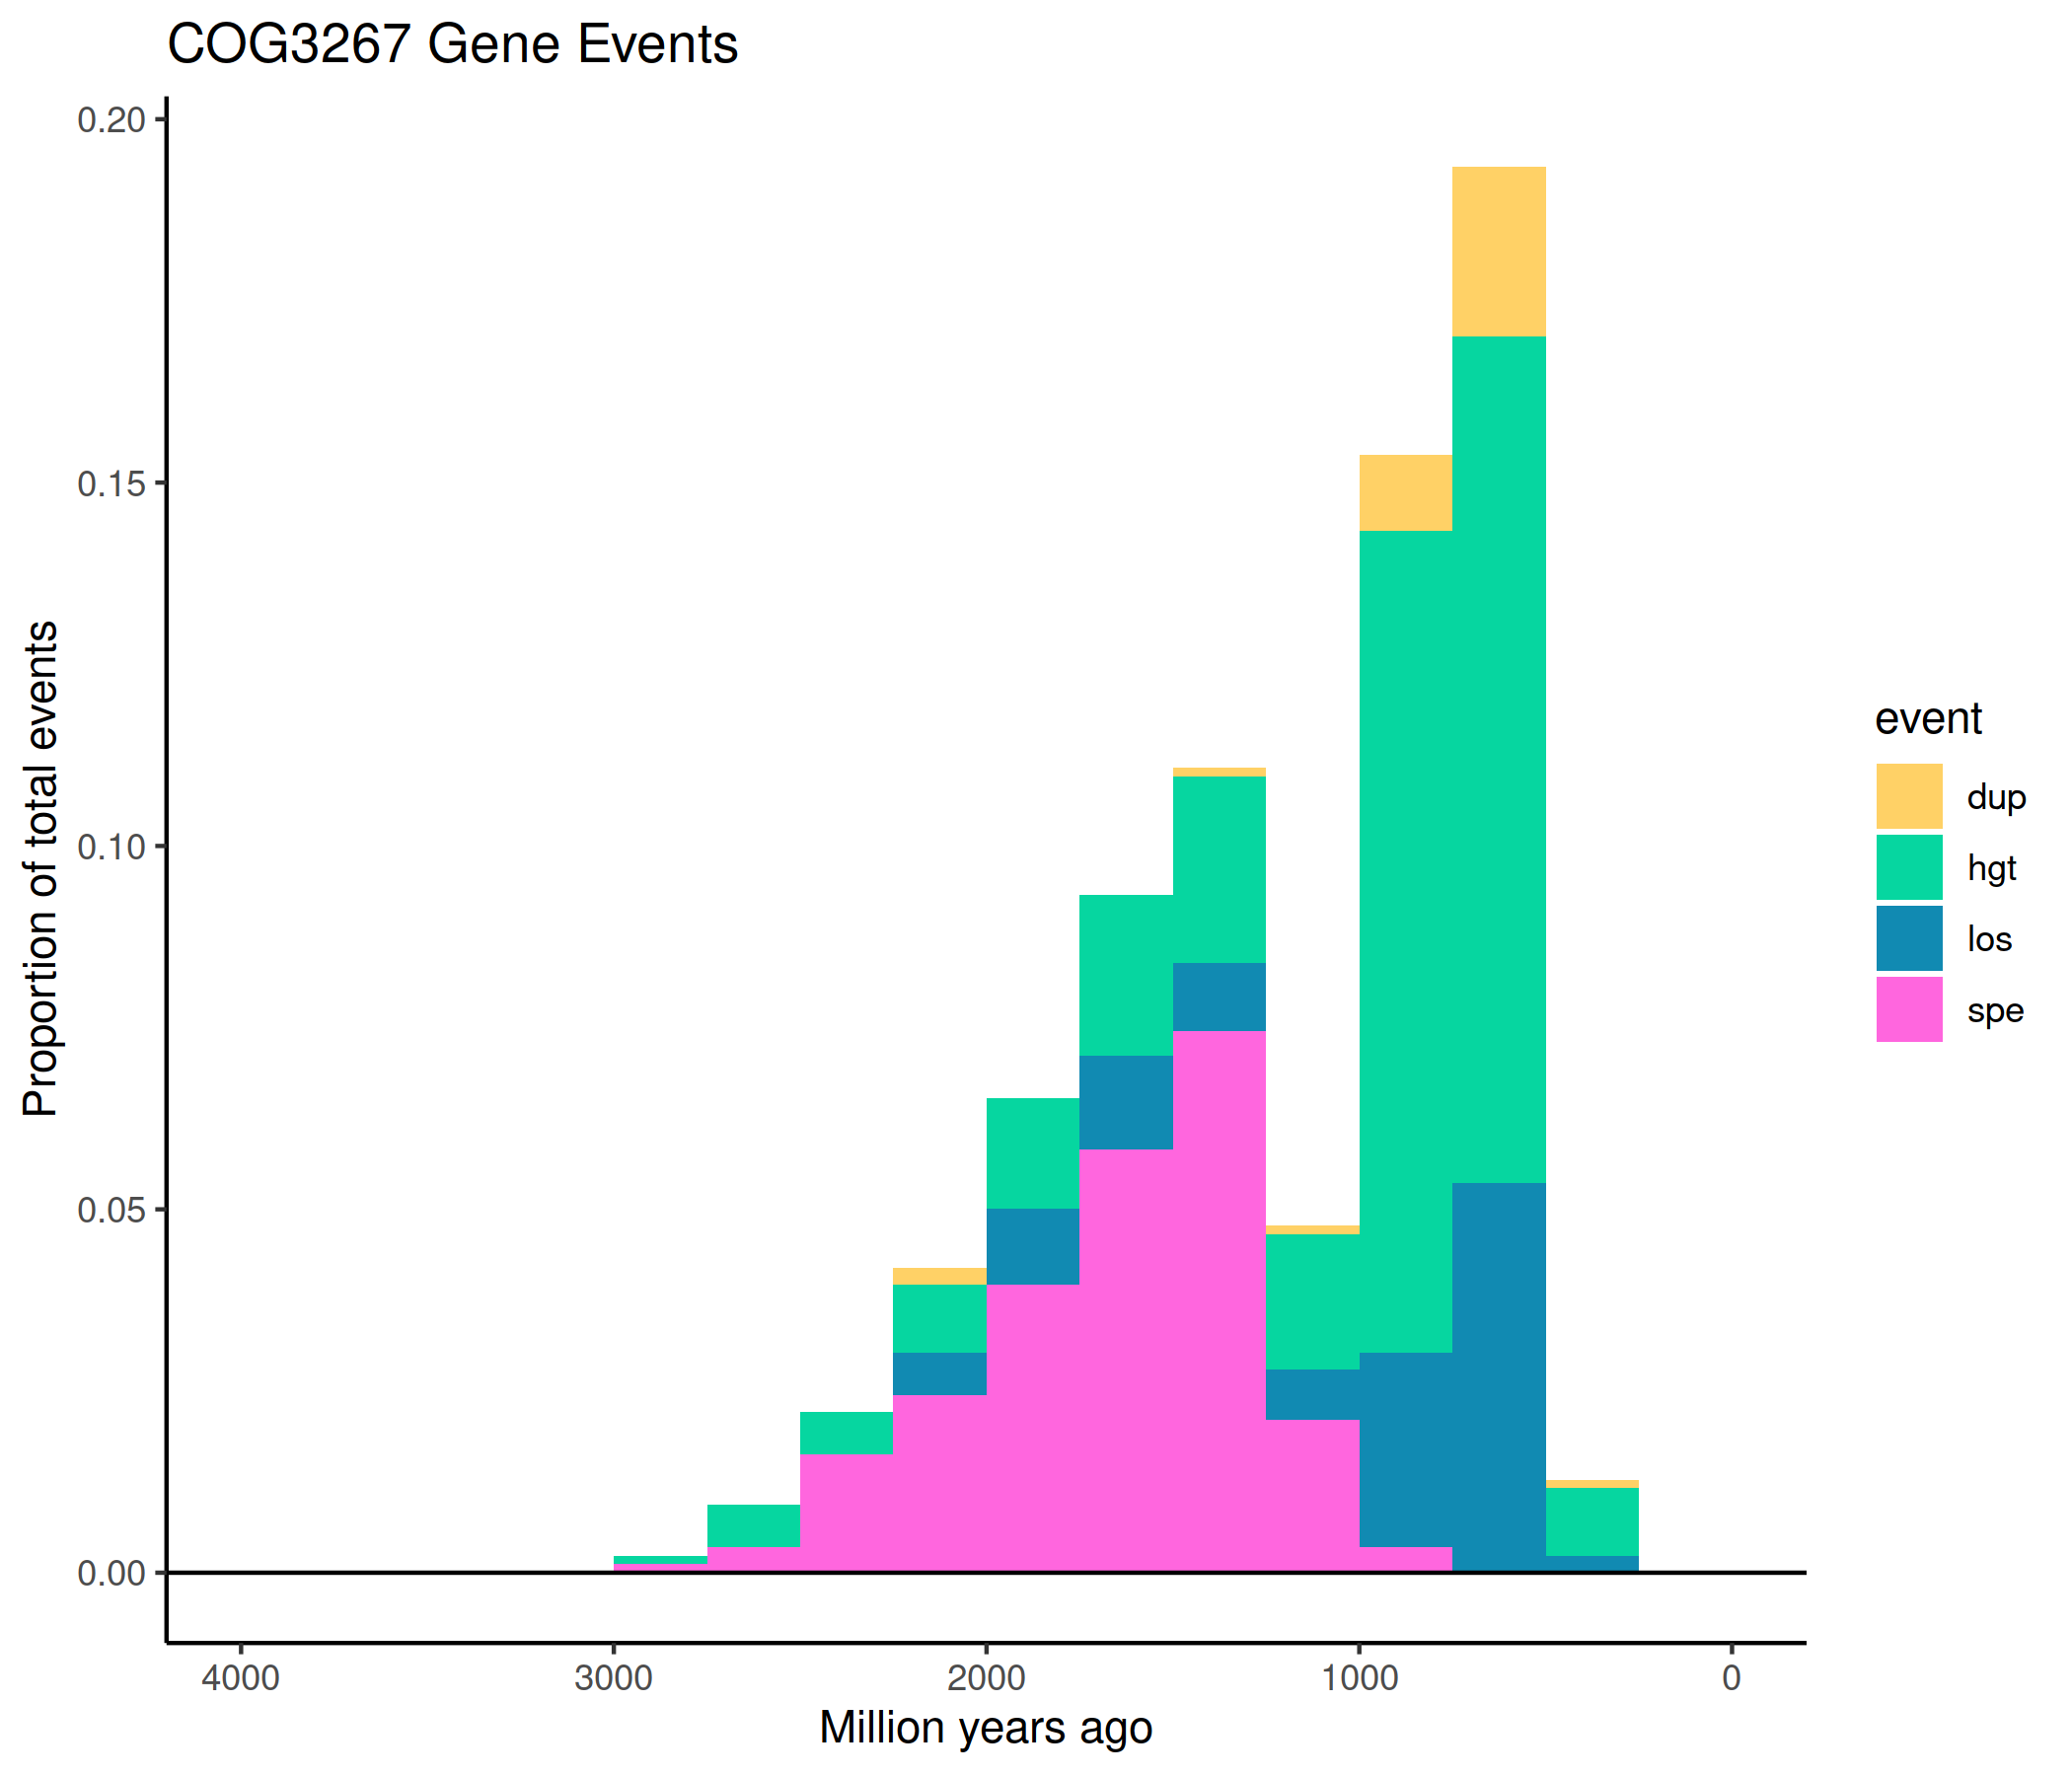 COG3267 Gene Events
Proportion of total events
0.20
0.15
0.10
0.05
0.00
4000 3000 2000 1000 0
Million years ago
event
dup
hgt
los
spe